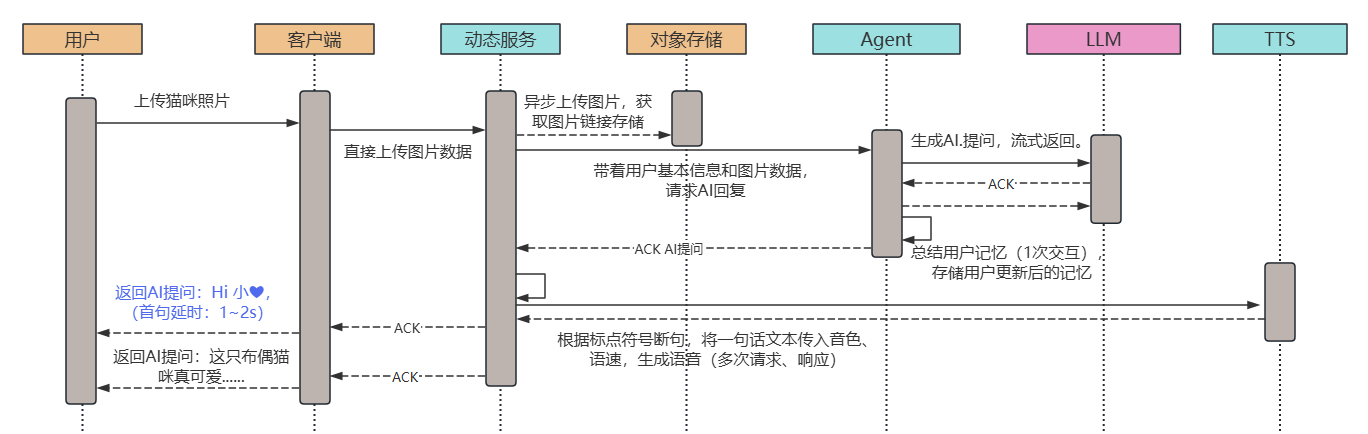 用户
客户端
动态服务
对象存储
Agent
LLM
TTS
上传猫咪照片
直接上传图片数据
异步上传图片，获
取图片链接存储
带着用户基本信息和图片数据，
请求AI回复
生成AI.提问，流式返回。
ACK
ACK AI提问
总结用户记忆（1次交互），
存储用户更新后的记忆
返回AI提问：Hi 小❤，
（首句延时：1~2s）
ACK
根据标点符号断句，将一句话文本传入音色、
语速，生成语音（多次请求、响应）
返回AI提问：这只布偶猫
咪真可爱......
ACK